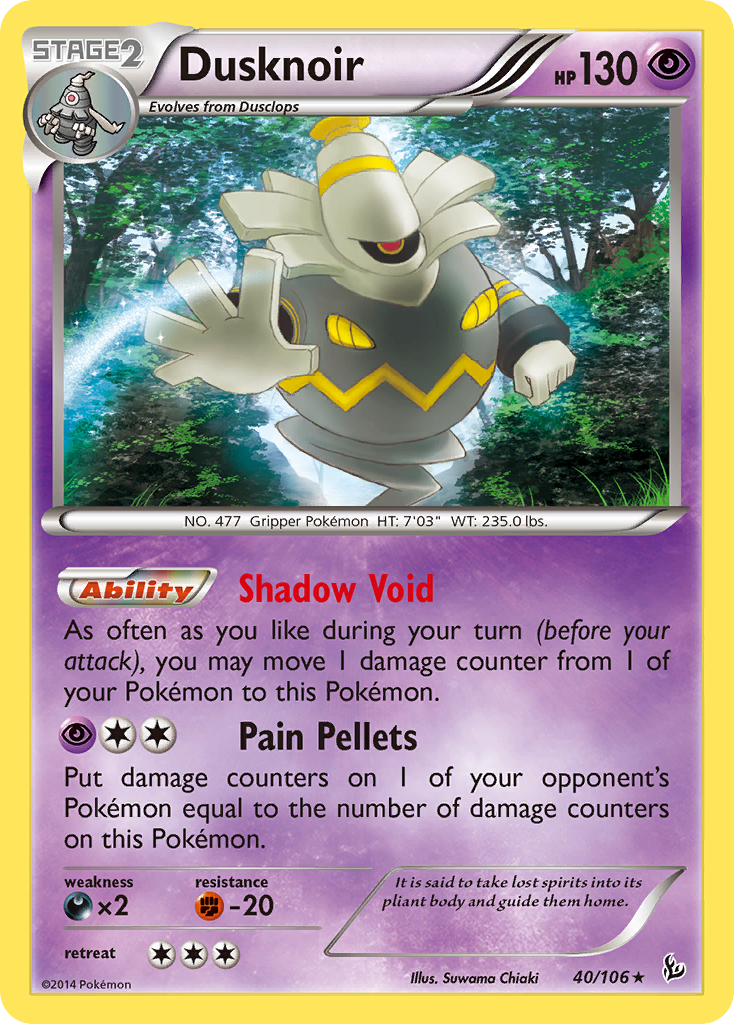 STAGE2
Dusknoir
HP130
Evolves from Dusclops
NO. 477 Gripper Pokémon HT: 7'03" WT: 235.0 lbs.
Ability Shadow Void
As often as you like during your turn (before your
attack), you may move 1 damage counter from 1 of
your Pokémon to this Pokémon.
Pain Pellets
Put damage counters on 1 of your opponent's
Pokémon equal to the number of damage counters
on this Pokémon.
weakness resistance
×2 -20
It is said to take lost spirits into its
pliant body and guide them home.
retreat
©2014 Pokémon Illus. Suwama Chiaki 40/106★